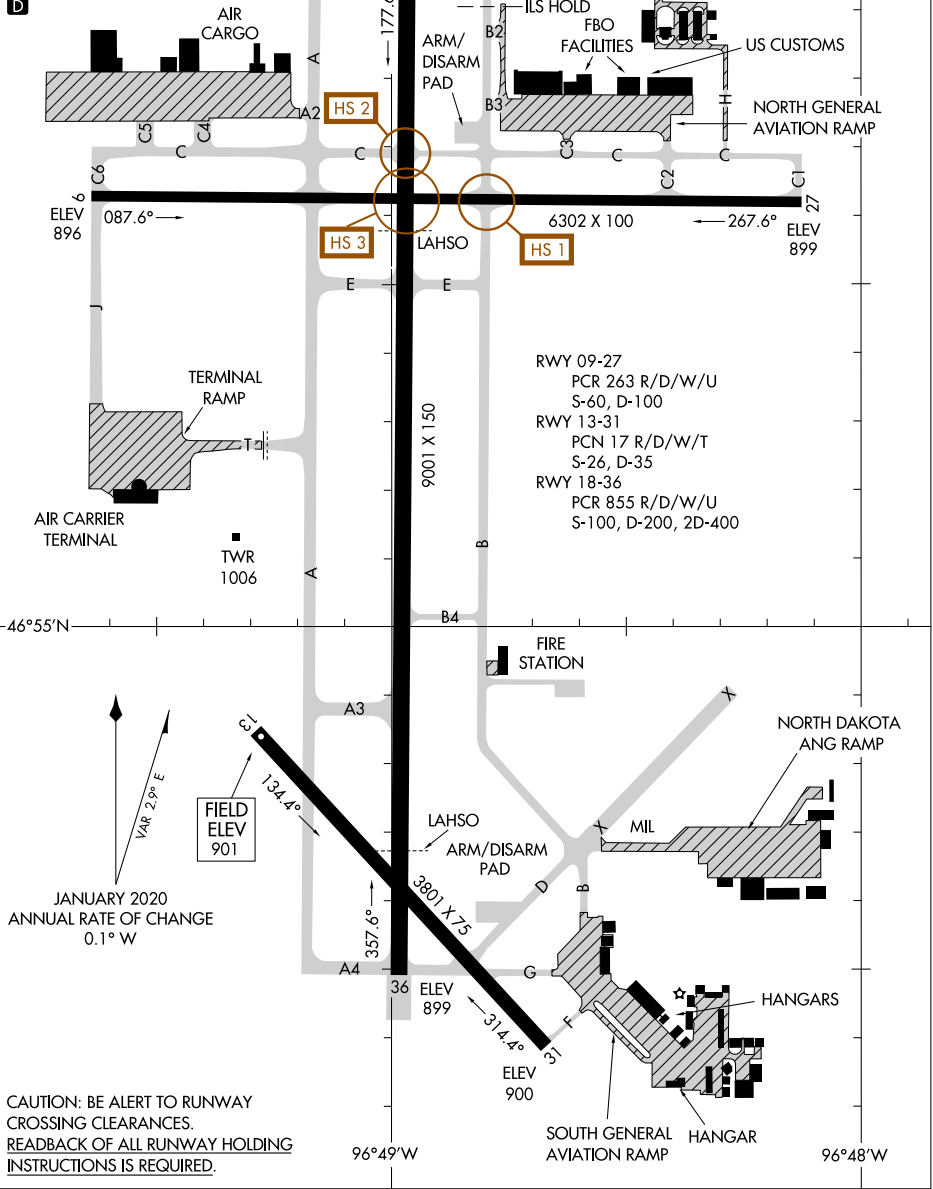 D
AIR
CARGO
A
177.6
ILS HOLD
B2
FBO
FACILITIES
US CUSTOMS
ARM/
DISARM
PAD
HS 2
A2
B3
H
NORTH GENERAL
AVIATION RAMP
C5
C4
C
C
C3
C
C
C6
C2
C1
9
ELEV
896
087.6°
6302 X 100
267.6°
27
ELEV
899
HS 3
LAHSO
HS 1
E
E
J
RWY 09-27
PCR 263 R/D/W/U
S-60, D-100
RWY 13-31
PCN 17 R/D/W/T
S-26, D-35
RWY 18-36
PCR 855 R/D/W/U
S-100, D-200, 2D-400
TERMINAL
RAMP
9001 X 150
T
AIR CARRIER
TERMINAL
TWR
1006
A
B
B4
46°55'N
FIRE
STATION
A3
X
NORTH DAKOTA
ANG RAMP
13
VAR 2.9° E
134.4°
FIELD
ELEV
901
LAHSO
X
MIL
ARM/DISARM
PAD
D
B
JANUARY 2020
ANNUAL RATE OF CHANGE
0.1° W
3801 X 75
357.6°
A4
G
36
ELEV
899
314.4°
F
HANGARS
31
ELEV
900
CAUTION: BE ALERT TO RUNWAY
CROSSING CLEARANCES.
READBACK OF ALL RUNWAY HOLDING
INSTRUCTIONS IS REQUIRED.
SOUTH GENERAL
AVIATION RAMP
HANGAR
96°49'W
96°48'W